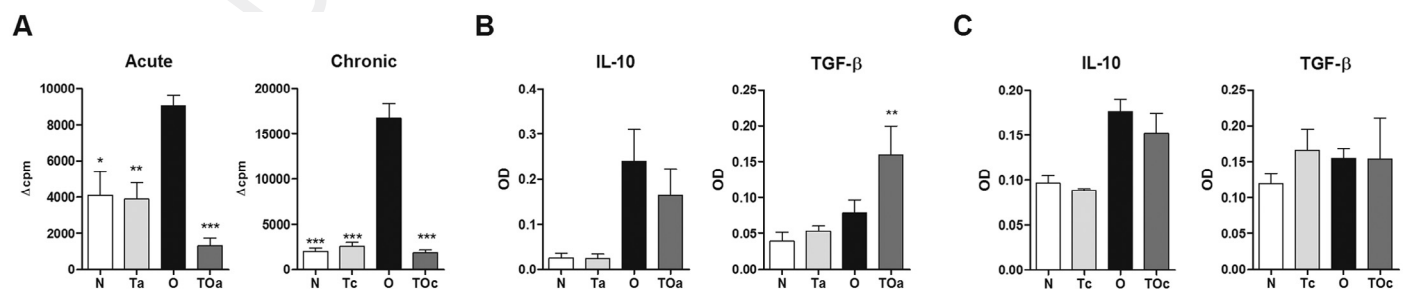 A
B
C
Acute
Chronic
IL-10
TGF-β
IL-10
TGF-β
Δcpm
10000
8000
6000
4000
2000
0
*
**
***
N Ta O TOa
Δcpm
20000
15000
10000
5000
0
***
***
***
N Tc O TOc
OD
0.4
0.3
0.2
0.1
0.0
N Ta O TOa
OD
0.25
0.20
0.15
0.10
0.05
0.00
**
N Ta O TOa
OD
0.20
0.15
0.10
0.05
0.00
N Tc O TOc
OD
0.25
0.20
0.15
0.10
0.05
0.00
N Tc O TOc